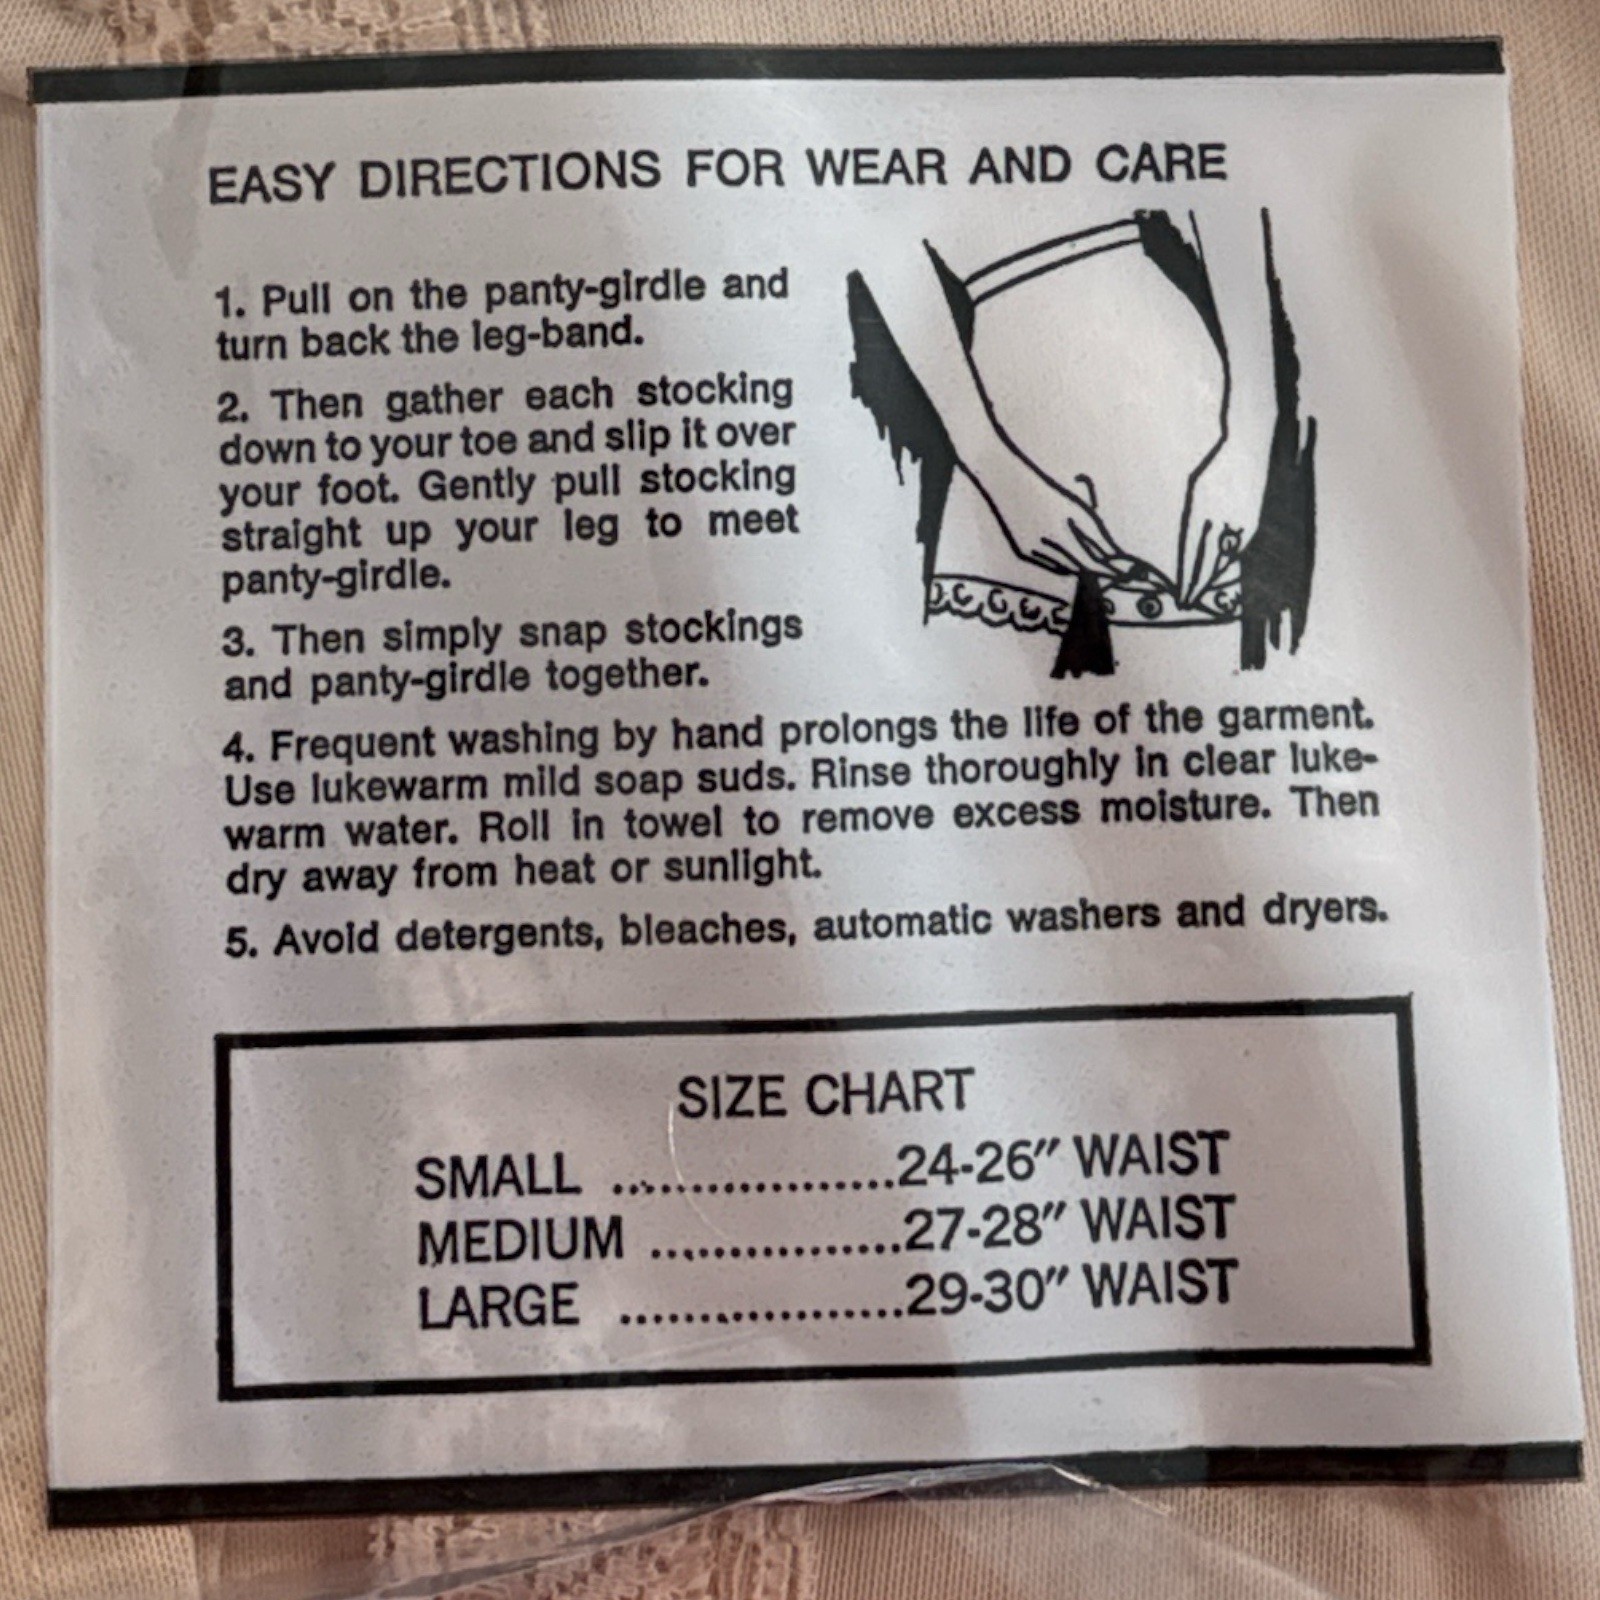 EASY DIRECTIONS FOR WEAR AND CARE
1. Pull on the panty-girdle and
turn back the leg-band.
2. Then gather each stocking
down to your toe and slip it over
your foot. Gently pull stocking
straight up your leg to meet
panty-girdle.
3. Then simply snap stockings
and panty-girdle together.
4. Frequent washing by hand prolongs the life of the garment.
Use lukewarm mild soap suds. Rinse thoroughly in clear luke-
warm water. Roll in towel to remove excess moisture. Then
dry away from heat or sunlight.
5. Avoid detergents, bleaches, automatic washers and dryers.
SIZE CHART
SMALL ..................24-26″ WAIST
MEDIUM ................27-28″ WAIST
LARGE ..................29-30″ WAIST